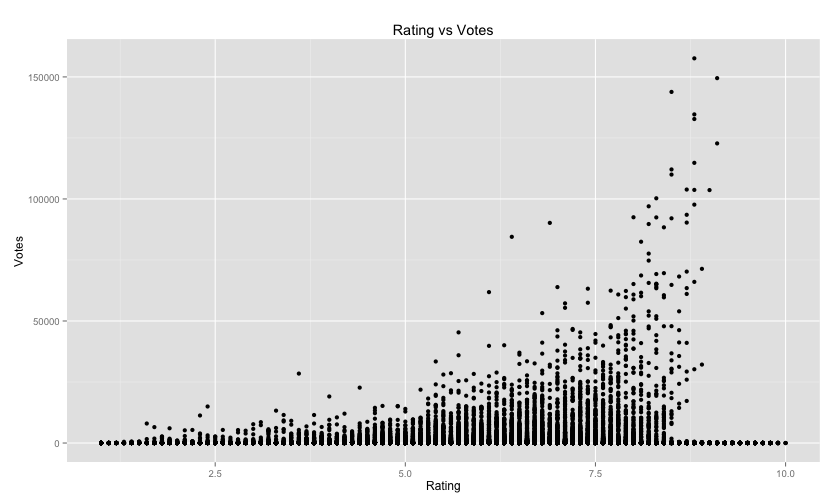 Rating vs Votes
150000
100000
50000
0
Votes
2.5 5.0 7.5 10.0
Rating